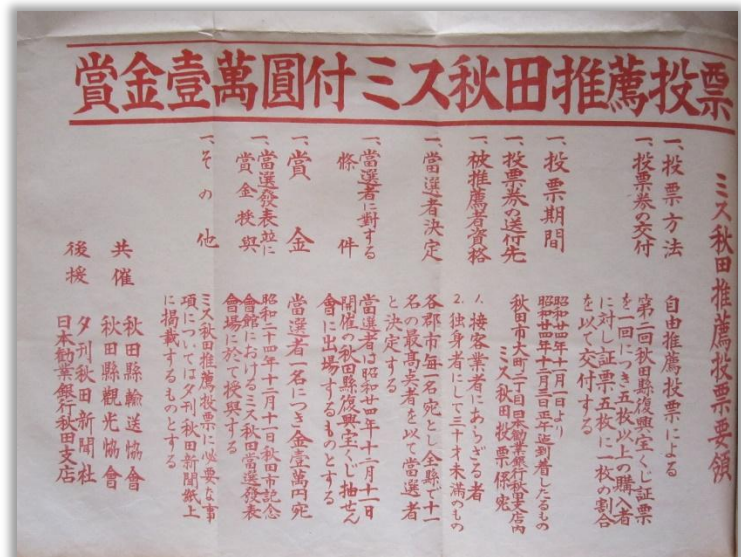 賞金壹萬圓付ミス秋田推薦投票
ミス秋田推薦投票要領
一、投票方法
自由推薦投票による
一、投票券の交付
第二回秋田縣復興宝くじ証票
を一回につき五枚以上の購入者
に対し証票五枚に一枚の割合
を以て交付する
一、投票期間
昭和廿四年十一月一日より
昭和廿四年十二月三日正午迄到着したるもの
一、投票券の送付先
秋田市大町二丁目日本勸業銀行秋田支店内
ミス秋田投票係宛
一、被推薦者資格
1. 接客業者にあらざる者
2. 独身者にして三十才未満のもの
一、當選者決定
各郡市毎一名宛とし全縣で十一
名の最高点者を以て當選者
と決定する
一、當選者に對する
條件
當選者は昭和廿四年十二月十一日
開催の秋田縣復興宝くじ抽せん
會に出場するものとする
一、賞金
當選者一名につき金壹萬円宛
一、當選發表並に
賞金授與
昭和二十四年十二月十一日秋田市記念
會館におけるミス秋田當選發表
會場に於て授與する
一、その他
ミス秋田推薦投票に必要な事
項については夕刊秋田新聞紙上
に掲載するものとする
共催
秋田縣輸送協會
秋田縣觀光協會
後援
夕刊秋田新聞社
日本勸業銀行秋田支店